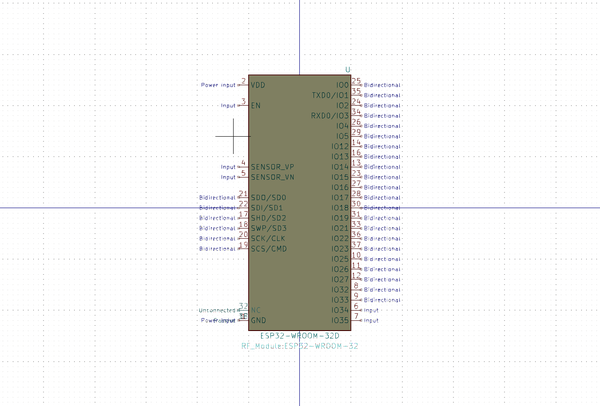 U
Power input 2 VDD IO0 25 Bidirectional
TXD0/IO1 35 Bidirectional
Input 3 EN IO2 24 Bidirectional
RXD0/IO3 34 Bidirectional
IO4 26 Bidirectional
IO5 29 Bidirectional
IO12 14 Bidirectional
IO13 16 Bidirectional
Input 4 SENSOR_VP IO14 13 Bidirectional
Input 5 SENSOR_VN IO15 23 Bidirectional
IO16 27 Bidirectional
Bidirectional 21 SDO/SD0 IO17 28 Bidirectional
Bidirectional 22 SDI/SD1 IO18 30 Bidirectional
Bidirectional 17 SHD/SD2 IO19 31 Bidirectional
Bidirectional 18 SWP/SD3 IO21 33 Bidirectional
Bidirectional 20 SCK/CLK IO22 36 Bidirectional
Bidirectional 19 SCS/CMD IO23 37 Bidirectional
IO25 10 Bidirectional
IO26 11 Bidirectional
IO27 12 Bidirectional
IO32 8 Bidirectional
IO33 9 Bidirectional
Unconnected 32 NC IO34 6 Input
GND IO35 7 Input
ESP32-WROOM-32D
RF_Module:ESP32-WROOM-32